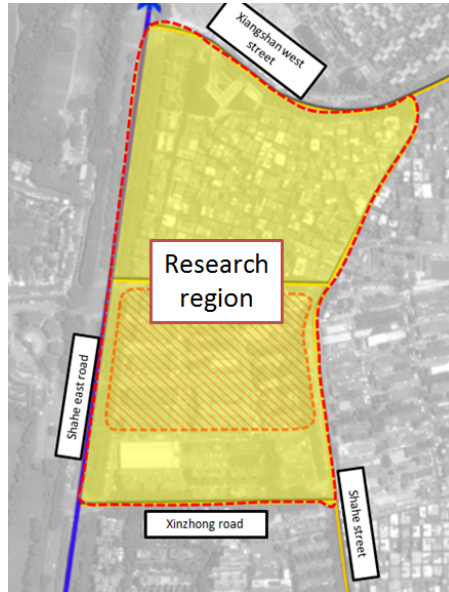 Xiangshan west
street
Research
region
Shahe east road
Xinzhong road
Shahe street